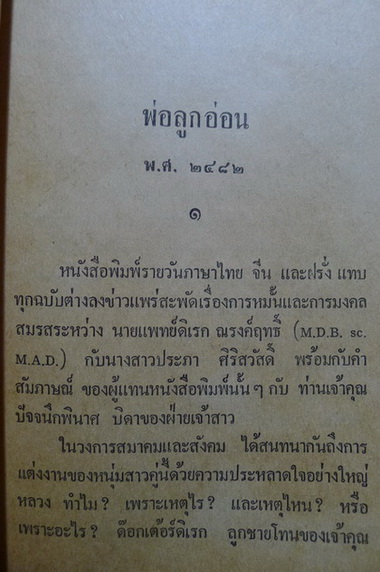 พ่อลูกอ่อน
พ.ศ. ๒๔๘๒
๑
หนังสือพิมพ์รายวันภาษาไทย จีน และฝรั่ง แทบ
ทุกฉบับต่างลงข่าวแพร่สะพัดเรื่องการหมั้นและการมงคล
สมรสระหว่าง นายแพทย์ดิเรก ณรงค์ฤทธิ์ (M.D.B. sc.
M.A.D.) กับนางสาวประภา ศิริสวัสดิ์ พร้อมกับคำ
สัมภาษณ์ ของผู้แทนหนังสือพิมพ์นั้น ๆ กับ ท่านเจ้าคุณ
ปัจจนึกพินาศ บิดาของฝ่ายเจ้าสาว
ในวงการสมาคมและสังคม ได้สนทนากันถึงการ
แต่งงานของหนุ่มสาวคู่นี้ด้วยความประหลาดใจอย่างใหญ่
หลวง ทำไม? เพราะเหตุไร? และเหตุไหน? หรือ
เพราะอะไร? ด๊อกเต้อร์ดิเรก ลูกชายโทนของเจ้าคุณ